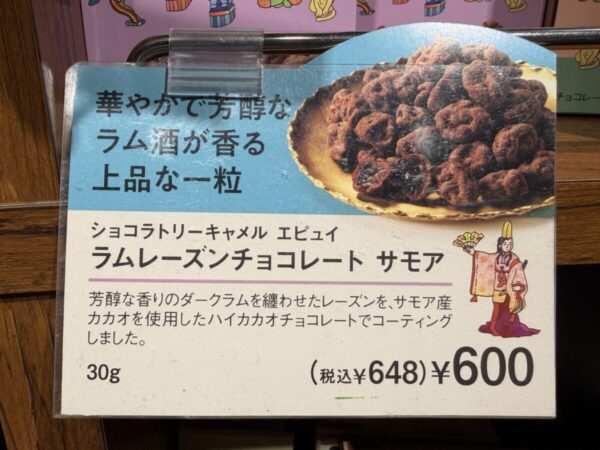 華やかで芳醇な
ラム酒が香る
上品な一粒
ショコラトリーキャメル エピュイ
ラムレーズンチョコレート サモア
芳醇な香りのダークラムを纏わせたレーズンを、サモア産
カカオを使用したハイカカオチョコレートでコーティング
しました。
30g
(税込¥648)¥600
チョコレー